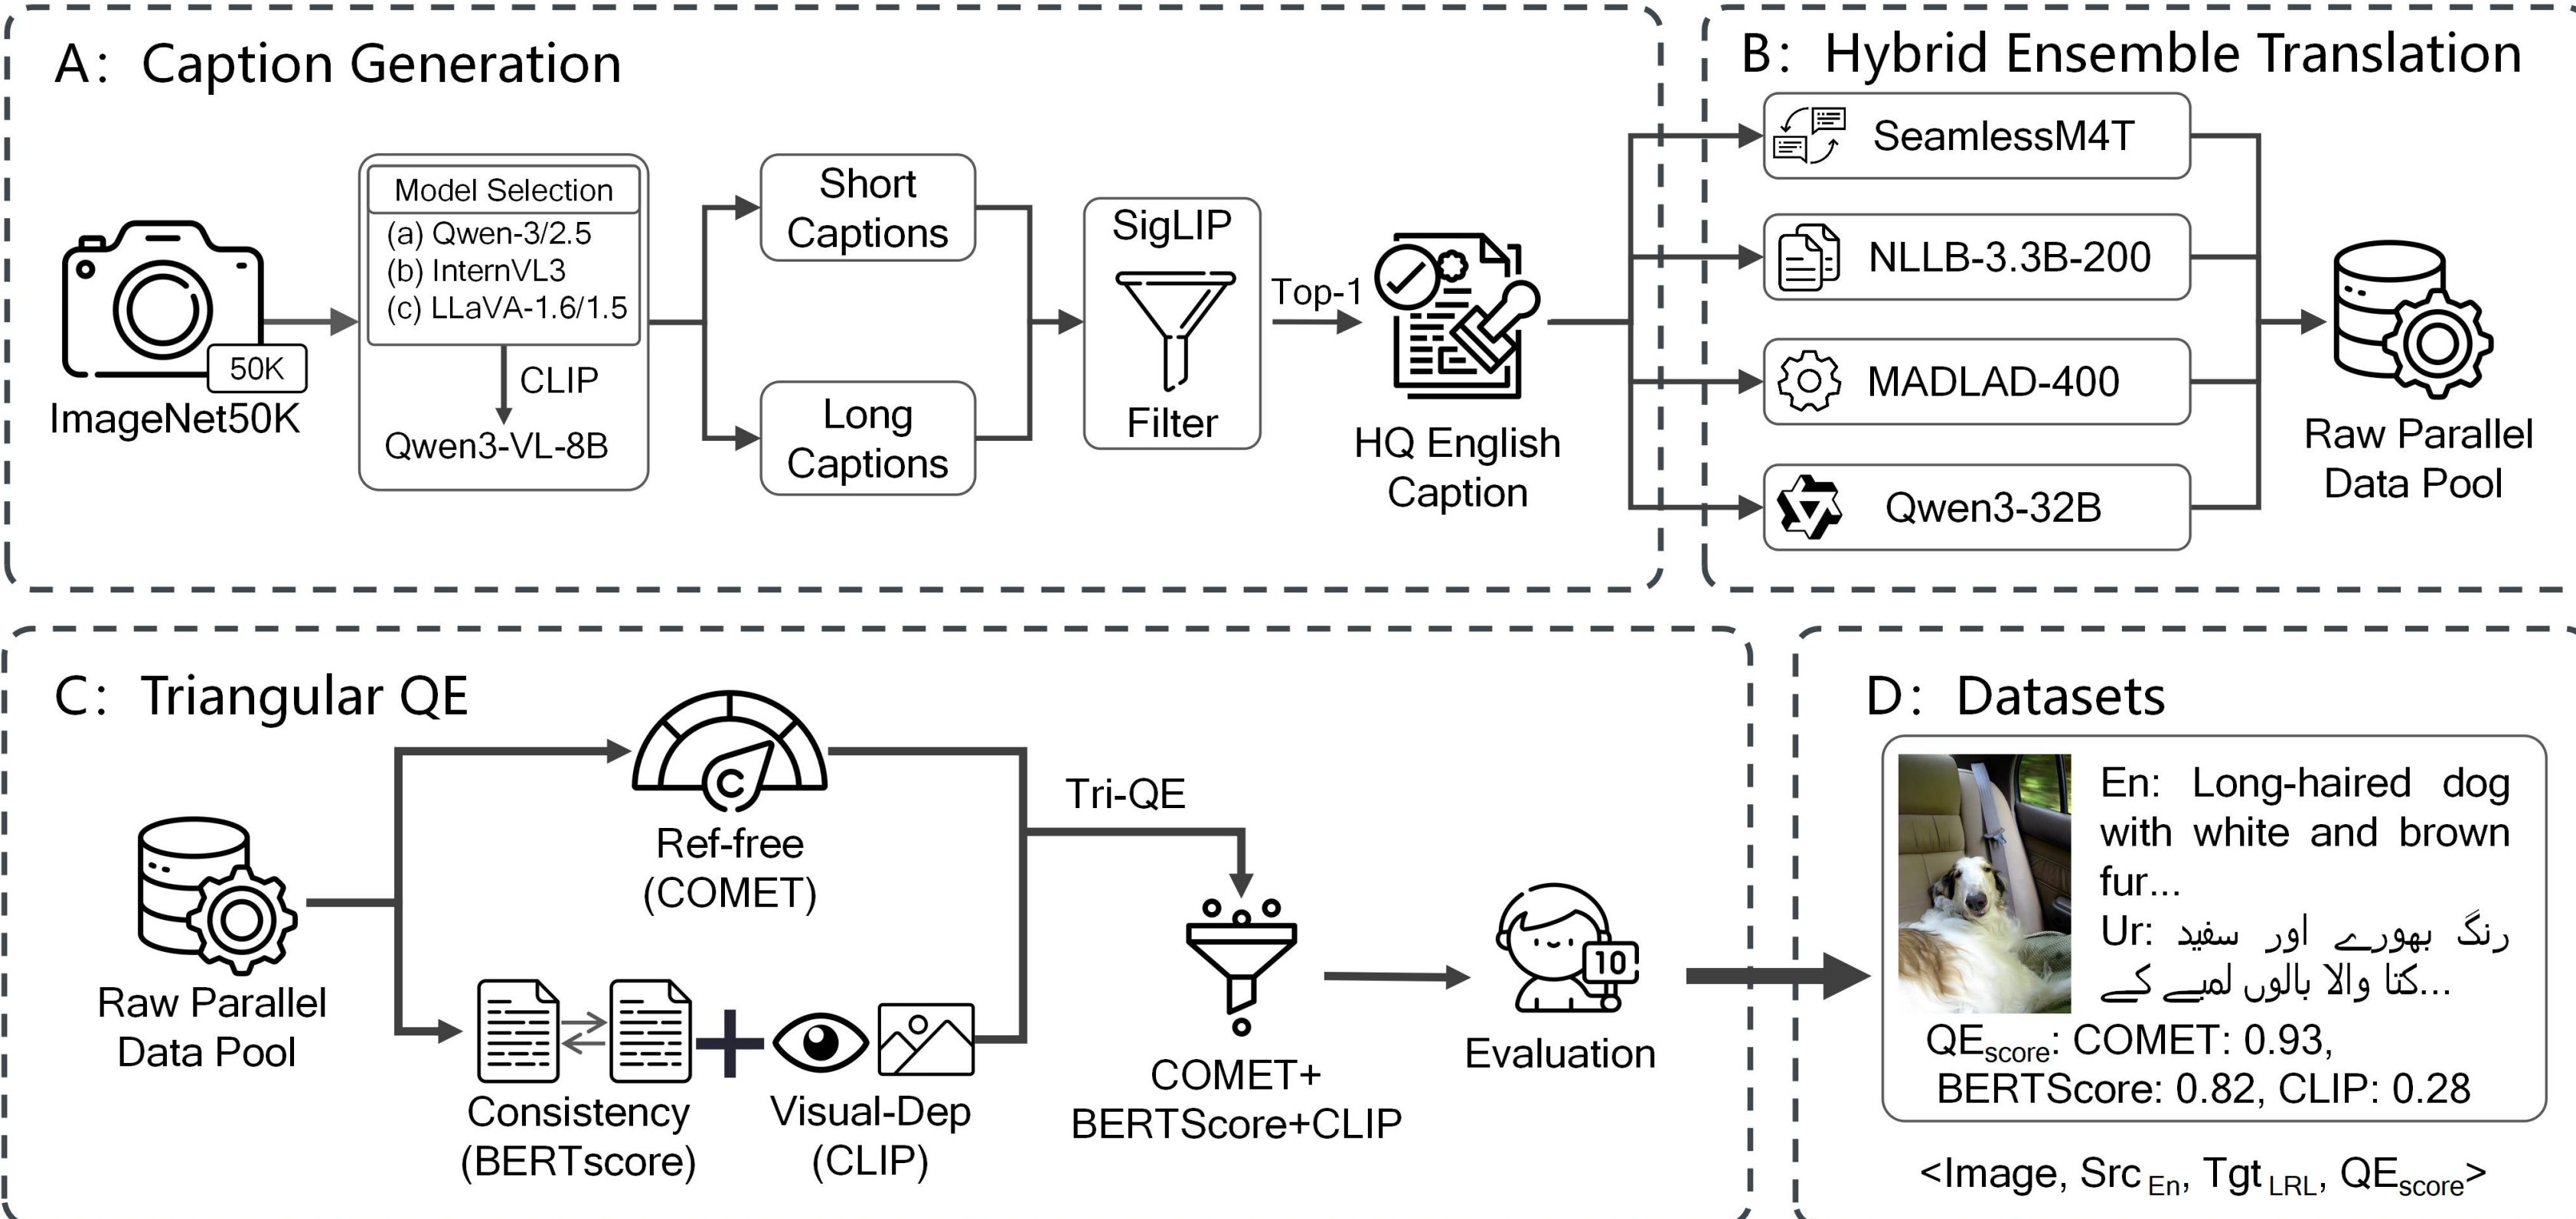 A: Caption Generation
Model Selection
(a) Qwen-3/2.5
(b) InternVL3
(c) LLaVA-1.6/1.5
CLIP
Qwen3-VL-8B
50K
ImageNet50K
Short
Captions
Long
Captions
SigLIP
Filter
Top-1
HQ English
Caption
B: Hybrid Ensemble Translation
SeamlessM4T
NLLB-3.3B-200
MADLAD-400
Qwen3-32B
Raw Parallel
Data Pool
C: Triangular QE
Raw Parallel
Data Pool
C
Ref-free
(COMET)
Consistency
(BERTscore)
Visual-Dep
(CLIP)
Tri-QE
COMET+
BERTScore+CLIP
10
Evaluation
D: Datasets
En: Long-haired dog
with white and brown
fur...
Ur: رنگ بھورے اور سفید
کتا والا بالوں لمبے کے...
QEscore: COMET: 0.93,
BERTScore: 0.82, CLIP: 0.28
<Image, Src En, Tgt LRL, QEscore>